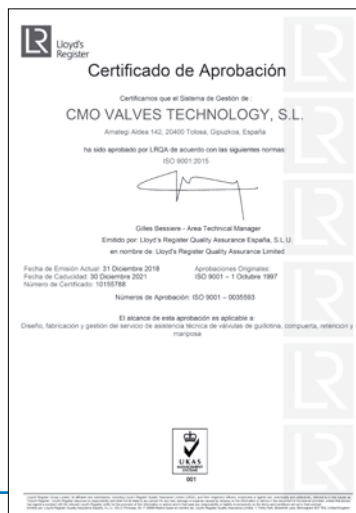 LR
Lloyd's
Register
Certificado de Aprobación
Certificamos que el Sistema de Gestión de:
CMO VALVES TECHNOLOGY, S.L.
Amategi Aldea 142, 20400 Tolosa, Gipuzkoa, España
ha sido aprobado por LRQA de acuerdo con las siguientes normas:
ISO 9001:2015
Gilles Bessiere - Area Technical Manager
Emitido por: Lloyd's Register Quality Assurance España, S.L.U.
en nombre de: Lloyd's Register Quality Assurance Limited
Fecha de Emisión Actual: 31 Diciembre 2018
Fecha de Caducidad: 30 Diciembre 2021
Número de Certificado: 10155788
Aprobaciones Originales:
ISO 9001 – 1 Octubre 1997
Números de Aprobación: ISO 9001 – 0035593
El alcance de esta aprobación es aplicable a:
Diseño, fabricación y gestión del servicio de asistencia técnica de válvulas de guillotina, compuerta, retención y
mariposa
UKAS
MANAGEMENT
SYSTEMS
001